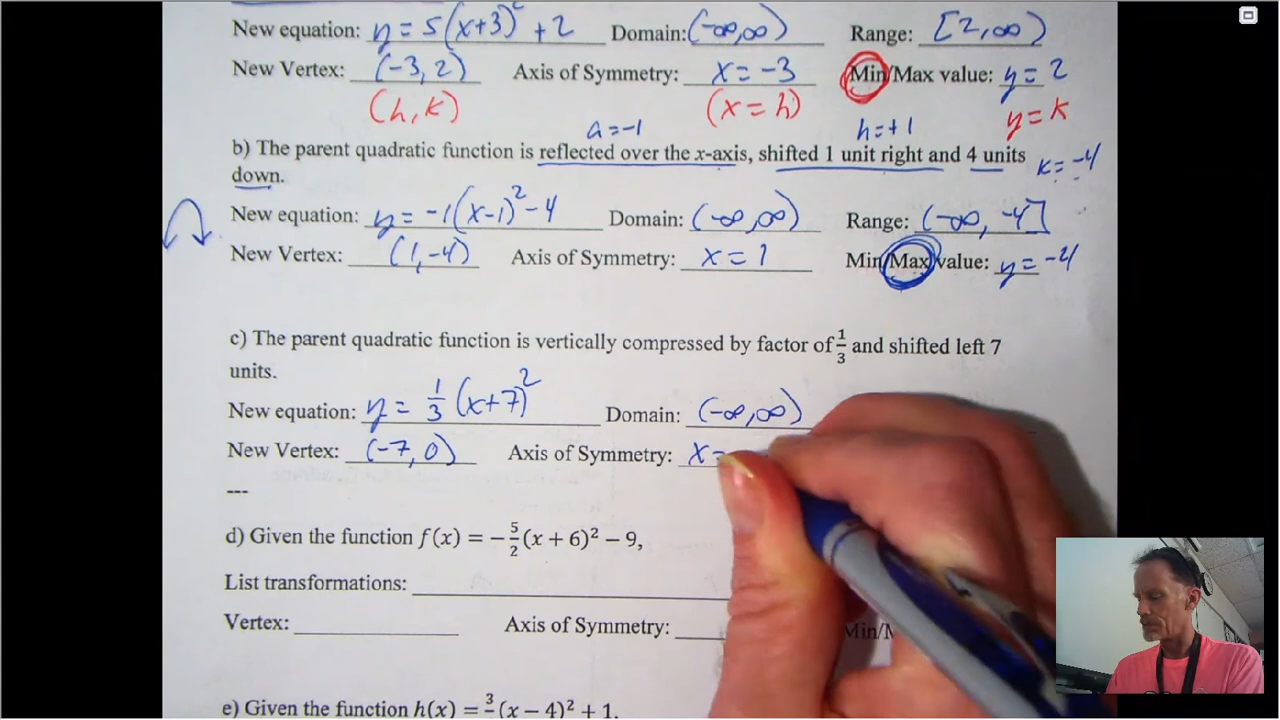 New equation: y = 5(x+3)² + 2 Domain: (-∞,∞) Range: [2,∞)
New Vertex: (-3, 2) Axis of Symmetry: x = -3 Min/Max value: y = 2
(h, k) (x = h) y = k
a = -1 h = +1
b) The parent quadratic function is reflected over the x-axis, shifted 1 unit right and 4 units k = -4
down.
New equation: y = -1(x-1)² - 4 Domain: (-∞,∞) Range: (-∞, -4]
New Vertex: (1,-4) Axis of Symmetry: x = 1 Min/Max value: y = -4
c) The parent quadratic function is vertically compressed by factor of 1/3 and shifted left 7
units.
New equation: y = 1/3 (x+7)² Domain: (-∞,∞)
New Vertex: (-7, 0) Axis of Symmetry: x =
---
d) Given the function f(x) = -5/2(x + 6)² - 9,
List transformations:
Vertex: Axis of Symmetry: Min/M
e) Given the function h(x) = 3/ (x - 4)² + 1.